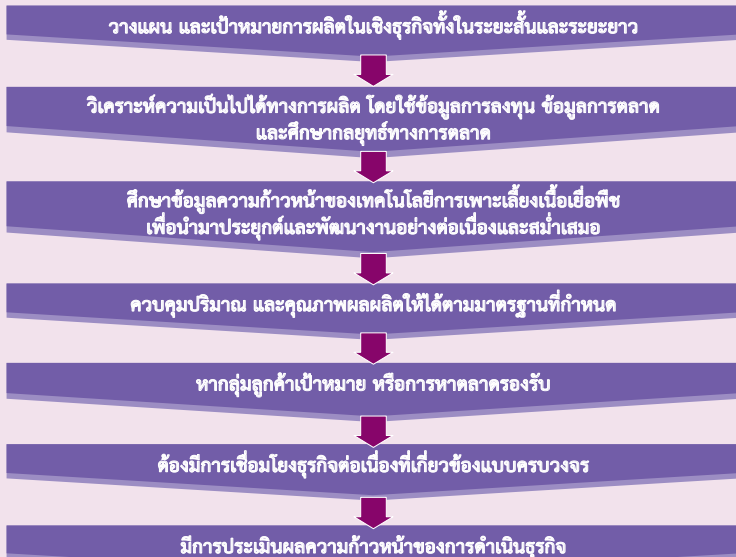 วางแผน และเป้าหมายการผลิตในเชิงธุรกิจทั้งในระยะสั้นและระยะยาว
วิเคราะห์ความเป็นไปได้ทางการผลิต โดยใช้ข้อมูลการลงทุน ข้อมูลการตลาด
และศึกษากลยุทธ์ทางการตลาด
ศึกษาข้อมูลความก้าวหน้าของเทคโนโลยีการเพาะเลี้ยงเนื้อเยื่อพืช
เพื่อนำมาประยุกต์และพัฒนางานอย่างต่อเนื่องและสม่ำเสมอ
ควบคุมปริมาณ และคุณภาพผลผลิตให้ได้ตามมาตรฐานที่กำหนด
หากลุ่มลูกค้าเป้าหมาย หรือการหาตลาดรองรับ
ต้องมีการเชื่อมโยงธุรกิจต่อเนื่องที่เกี่ยวข้องแบบครบวงจร
มีการประเมินผลความก้าวหน้าของการดำเนินธุรกิจ